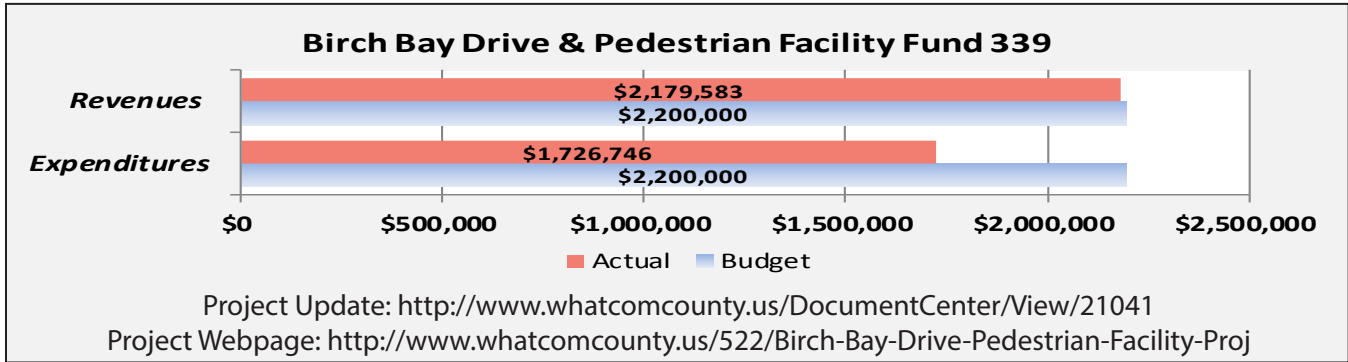 Birch Bay Drive & Pedestrian Facility Fund 339
Revenues
$2,179,583
$2,200,000
Expenditures
$1,726,746
$2,200,000
$0 $500,000 $1,000,000 $1,500,000 $2,000,000 $2,500,000
Actual Budget
Project Update: http://www.whatcomcounty.us/DocumentCenter/View/21041
Project Webpage: http://www.whatcomcounty.us/522/Birch-Bay-Drive-Pedestrian-Facility-Proj